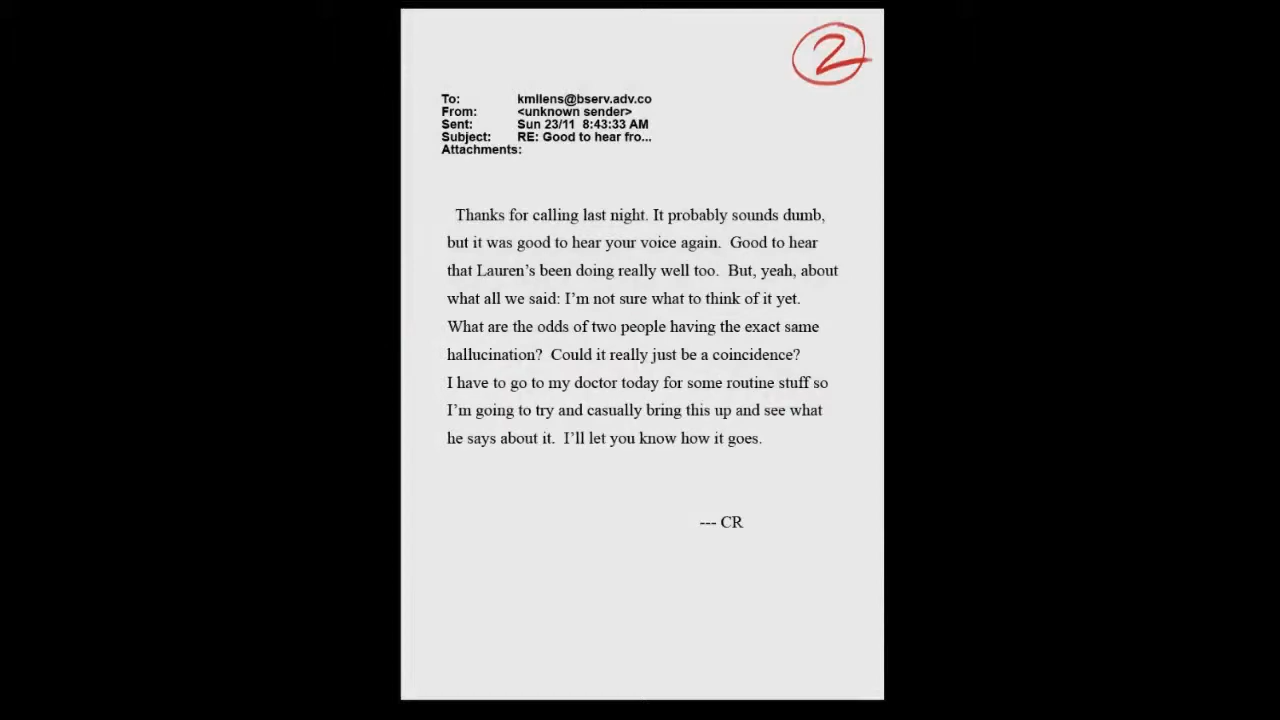 2
To: kmllens@bserv.adv.co
From: <unknown sender>
Sent: Sun 23/11 8:43:33 AM
Subject: RE: Good to hear fro...
Attachments:
Thanks for calling last night. It probably sounds dumb,
but it was good to hear your voice again. Good to hear
that Lauren's been doing really well too. But, yeah, about
what all we said: I'm not sure what to think of it yet.
What are the odds of two people having the exact same
hallucination? Could it really just be a coincidence?
I have to go to my doctor today for some routine stuff so
I'm going to try and casually bring this up and see what
he says about it. I'll let you know how it goes.
--- CR